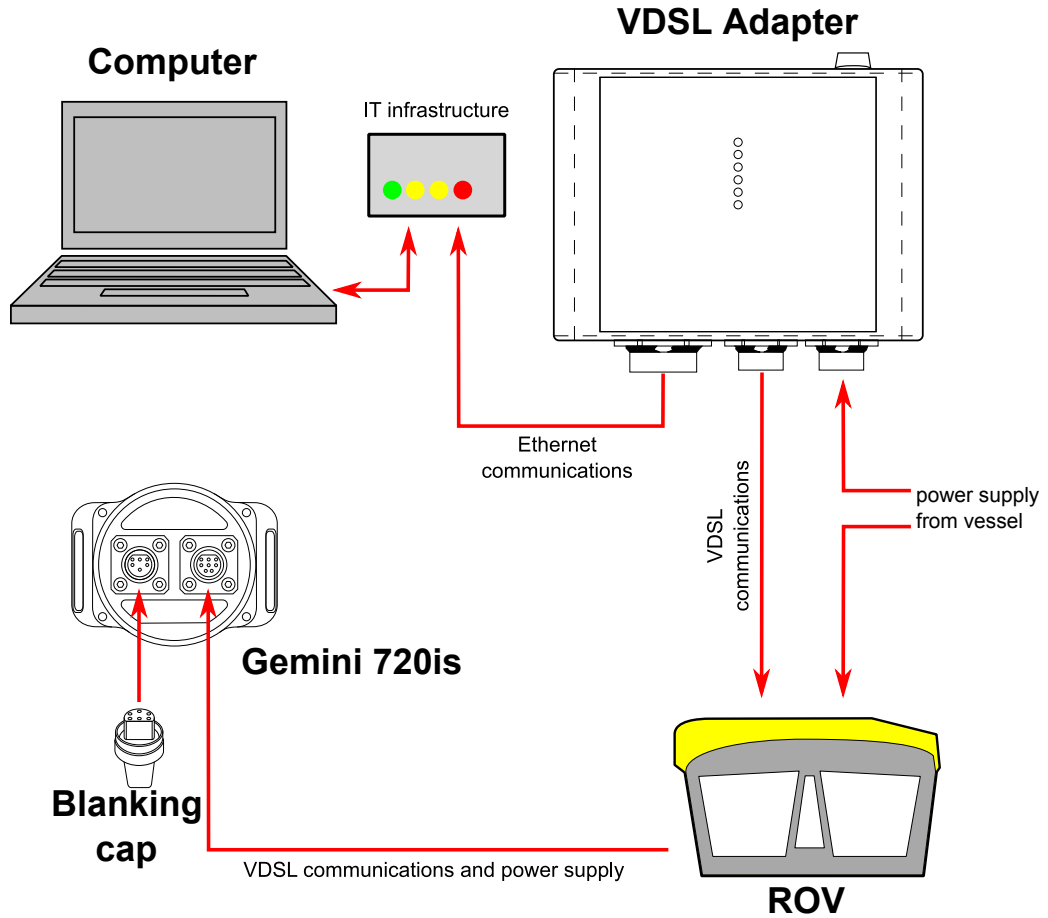 VDSL Adapter
Computer
IT infrastructure
Ethernet
communications
VDSL
communications
power supply
from vessel
Gemini 720is
Blanking
cap
VDSL communications and power supply
ROV